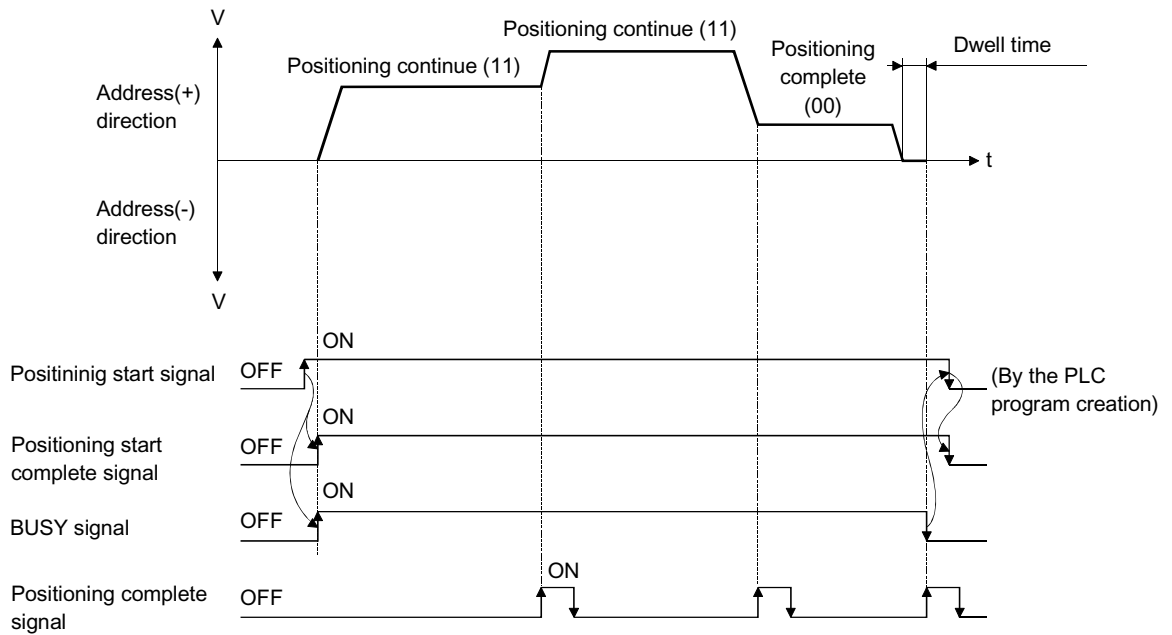 V
Positioning continue (11)
Positioning
complete
(00)
Dwell time
Positioning continue (11)
Address(+)
direction
t
Address(-)
direction
V
ON
Positininig start signal
OFF
(By the PLC
program creation)
ON
Positioning start
complete signal
OFF
ON
BUSY signal
OFF
ON
Positioning complete
signal
OFF